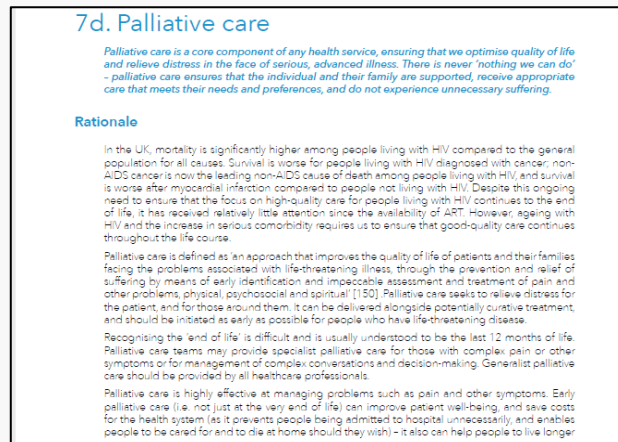 7d. Palliative care
Palliative care is a core component of any health service, ensuring that we optimise quality of life
and relieve distress in the face of serious, advanced illness. There is never 'nothing we can do'
– palliative care ensures that the individual and their family are supported, receive appropriate
care that meets their needs and preferences, and do not experience unnecessary suffering.
Rationale
In the UK, mortality is significantly higher among people living with HIV compared to the general
population for all causes. Survival is worse for people living with HIV diagnosed with cancer; non-
AIDS cancer is now the leading non-AIDS cause of death among people living with HIV, and survival
is worse after myocardial infarction compared to people not living with HIV. Despite this ongoing
need to ensure that the focus on high-quality care for people living with HIV continues to the end
of life, it has received relatively little attention since the availability of ART. However, ageing with
HIV and the increase in serious comorbidity requires us to ensure that good-quality care continues
throughout the life course.
Palliative care is defined as 'an approach that improves the quality of life of patients and their families
facing the problems associated with life-threatening illness, through the prevention and relief of
suffering by means of early identification and impeccable assessment and treatment of pain and
other problems, physical, psychosocial and spiritual' [150]. Palliative care seeks to relieve distress for
the patient, and for those around them. It can be delivered alongside potentially curative treatment,
and should be initiated as early as possible for people who have life-threatening disease.
Recognising the 'end of life' is difficult and is usually understood to be the last 12 months of life.
Palliative care teams may provide specialist palliative care for those with complex pain or other
symptoms or for management of complex conversations and decision-making. Generalist palliative
care should be provided by all healthcare professionals.
Palliative care is highly effective at managing problems such as pain and other symptoms. Early
palliative care (i.e. not just at the very end of life) can improve patient well-being, and save costs
for the health system (as it prevents people being admitted to hospital unnecessarily, and enables
people to be cared for and to die at home should they wish) – it also can help people to live longer